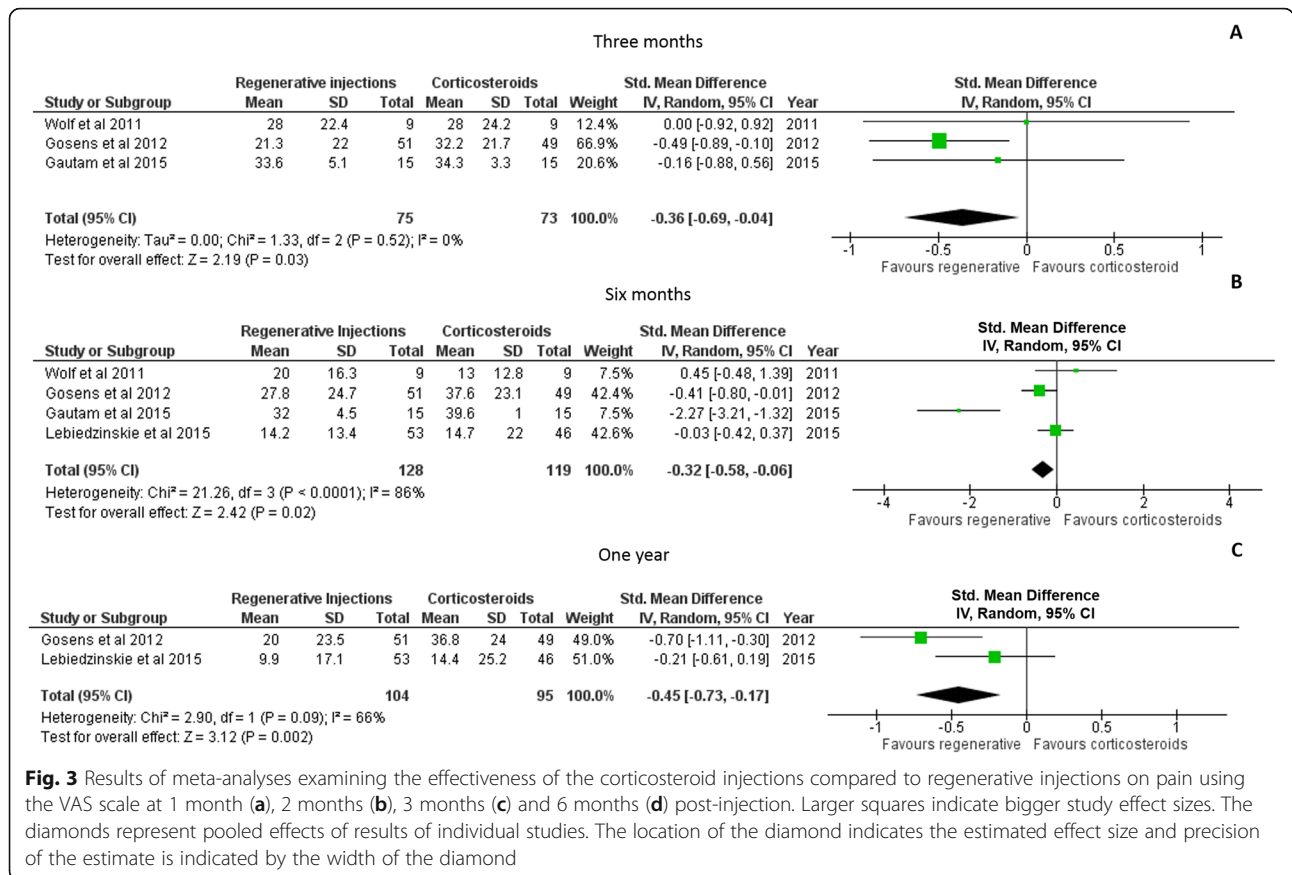 A
Three months
Regenerative injections Corticosteroids Std. Mean Difference Std. Mean Difference
Study or Subgroup Mean SD Total Mean SD Total Weight IV, Random, 95% CI Year IV, Random, 95% CI
Wolf et al 2011 28 22.4 9 28 24.2 9 12.4% 0.00 [-0.92, 0.92] 2011
Gosens et al 2012 21.3 22 51 32.2 21.7 49 66.9% -0.49 [-0.89, -0.10] 2012
Gautam et al 2015 33.6 5.1 15 34.3 3.3 15 20.6% -0.16 [-0.88, 0.56] 2015
Total (95% CI) 75 73 100.0% -0.36 [-0.69, -0.04]
Heterogeneity: Tau² = 0.00; Chi² = 1.33, df = 2 (P = 0.52); I² = 0%
Test for overall effect: Z = 2.19 (P = 0.03)
-1 -0.5 0 0.5 1
Favours regenerative Favours corticosteroid
B
Six months
Regenerative Injections Corticosteroids Std. Mean Difference Std. Mean Difference
Study or Subgroup Mean SD Total Mean SD Total Weight IV, Random, 95% CI Year IV, Random, 95% CI
Wolf et al 2011 20 16.3 9 13 12.8 9 7.5% 0.45 [-0.48, 1.39] 2011
Gosens et al 2012 27.8 24.7 51 37.6 23.1 49 42.4% -0.41 [-0.80, -0.01] 2012
Gautam et al 2015 32 4.5 15 39.6 1 15 7.5% -2.27 [-3.21, -1.32] 2015
Lebiedzinskie et al 2015 14.2 13.4 53 14.7 22 46 42.6% -0.03 [-0.42, 0.37] 2015
Total (95% CI) 128 119 100.0% -0.32 [-0.58, -0.06]
Heterogeneity: Chi² = 21.26, df = 3 (P < 0.0001); I² = 86%
Test for overall effect: Z = 2.42 (P = 0.02)
-4 -2 0 2 4
Favours regenerative Favours corticosteroids
C
One year
Regenerative Injections Corticosteroids Std. Mean Difference Std. Mean Difference
Study or Subgroup Mean SD Total Mean SD Total Weight IV, Random, 95% CI Year IV, Random, 95% CI
Gosens et al 2012 20 23.5 51 36.8 24 49 49.0% -0.70 [-1.11, -0.30] 2012
Lebiedzinskie et al 2015 9.9 17.1 53 14.4 25.2 46 51.0% -0.21 [-0.61, 0.19] 2015
Total (95% CI) 104 95 100.0% -0.45 [-0.73, -0.17]
Heterogeneity: Chi² = 2.90, df = 1 (P = 0.09); I² = 66%
Test for overall effect: Z = 3.12 (P = 0.002)
-1 -0.5 0 0.5 1
Favours regenerative Favours corticosteroids
Fig. 3 Results of meta-analyses examining the effectiveness of the corticosteroid injections compared to regenerative injections on pain using
the VAS scale at 1 month (a), 2 months (b), 3 months (c) and 6 months (d) post-injection. Larger squares indicate bigger study effect sizes. The
diamonds represent pooled effects of results of individual studies. The location of the diamond indicates the estimated effect size and precision
of the estimate is indicated by the width of the diamond